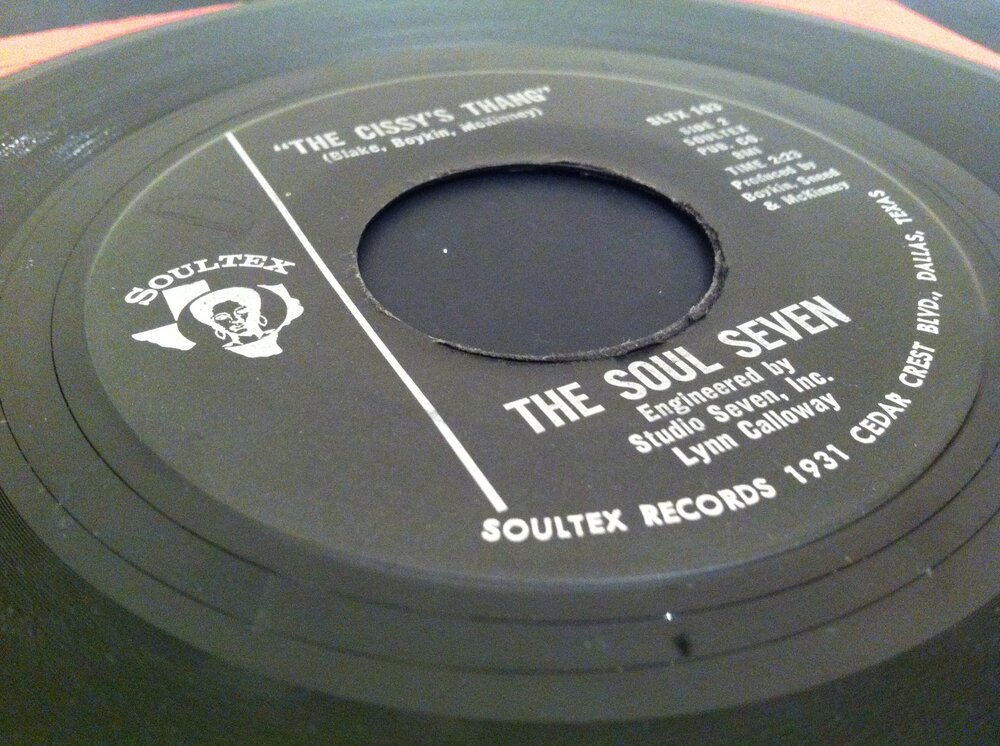 "THE CISSY'S THANG"
(Blake, Boykin, McKinney)
SLTX 103
Side 2
SOULTEX
PUB. CO.
BMI
TIME 2:23
Produced by
Boykin, Snead
& McKinney
SOULTEX
THE SOUL SEVEN
Engineered by
Studio Seven, Inc.
Lynn Calloway
SOULTEX RECORDS 1931 CEDAR CREST BLVD., DALLAS, TEXAS